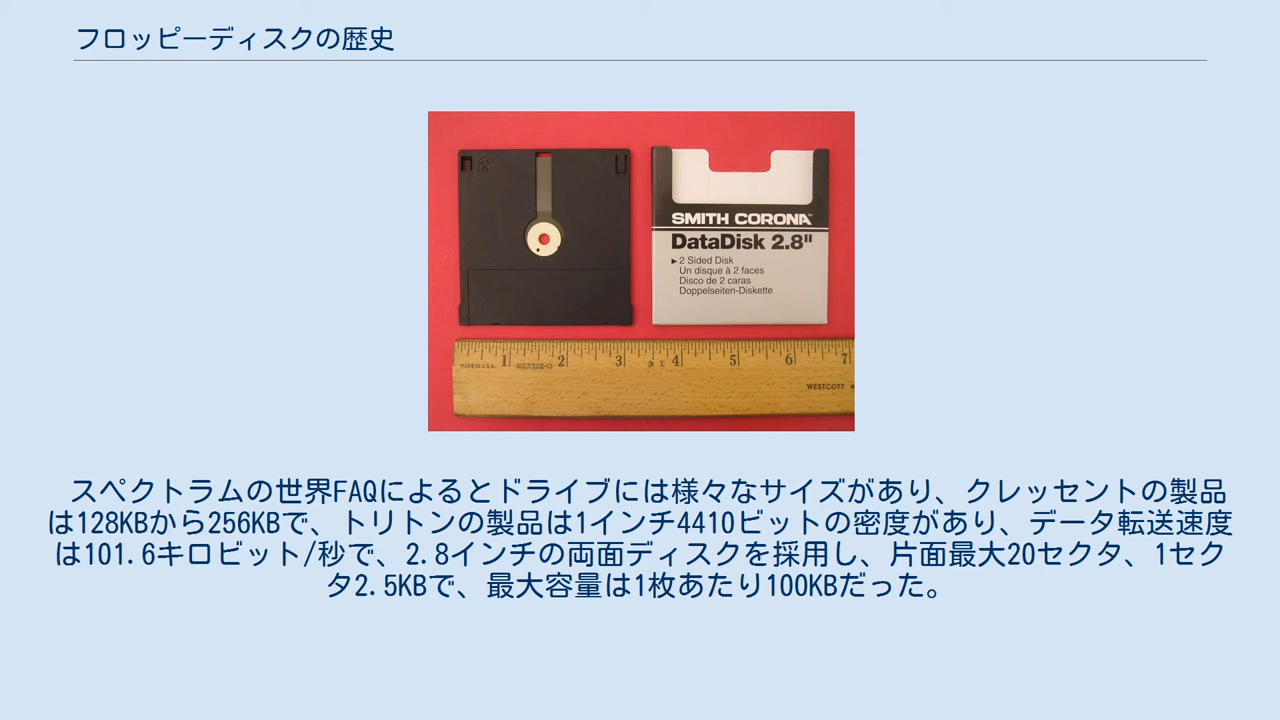 フロッピーディスクの歴史
SMITH CORONA™
DataDisk 2.8"
▶2 Sided Disk
Un disque à 2 faces
Disco de 2 caras
Doppelseiten-Diskette
1 2 3 4 5 6 7
MADE IN U.S.A.
WESTCOTT
スペクトラムの世界FAQによるとドライブには様々なサイズがあり、クレッセントの製品
は128KBから256KBで、トリトンの製品は1インチ4410ビットの密度があり、データ転送速度
は101.6キロビット/秒で、2.8インチの両面ディスクを採用し、片面最大20セクタ、1セク
タ2.5KBで、最大容量は1枚あたり100KBだった。